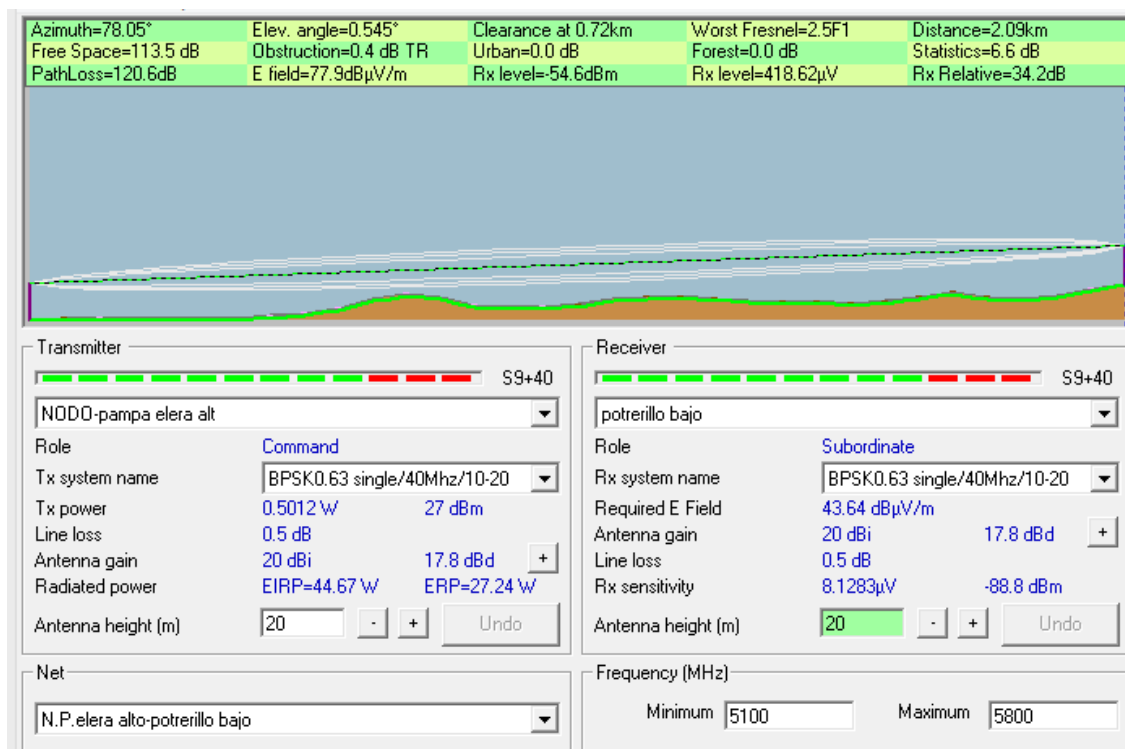 Azimuth=78.05° Elev. angle=0.545° Clearance at 0.72km Worst Fresnel=2.5F1 Distance=2.09km
Free Space=113.5 dB Obstruction=0.4 dB TR Urban=0.0 dB Forest=0.0 dB Statistics=6.6 dB
PathLoss=120.6dB E field=77.9dBµV/m Rx level=-54.6dBm Rx level=418.62µV Rx Relative=34.2dB
Transmitter
S9+40
NODO-pampa elera alt
Role Command
Tx system name BPSK0.63 single/40Mhz/10-20
Tx power 0.5012 W 27 dBm
Line loss 0.5 dB
Antenna gain 20 dBi 17.8 dBd +
Radiated power EIRP=44.67 W ERP=27.24 W
Antenna height (m) 20 - + Undo
Receiver
S9+40
potrerillo bajo
Role Subordinate
Rx system name BPSK0.63 single/40Mhz/10-20
Required E Field 43.64 dBµV/m
Antenna gain 20 dBi 17.8 dBd +
Line loss 0.5 dB
Rx sensitivity 8.1283µV -88.8 dBm
Antenna height (m) 20 - + Undo
Net
N.P.elera alto-potrerillo bajo
Frequency (MHz)
Minimum 5100 Maximum 5800